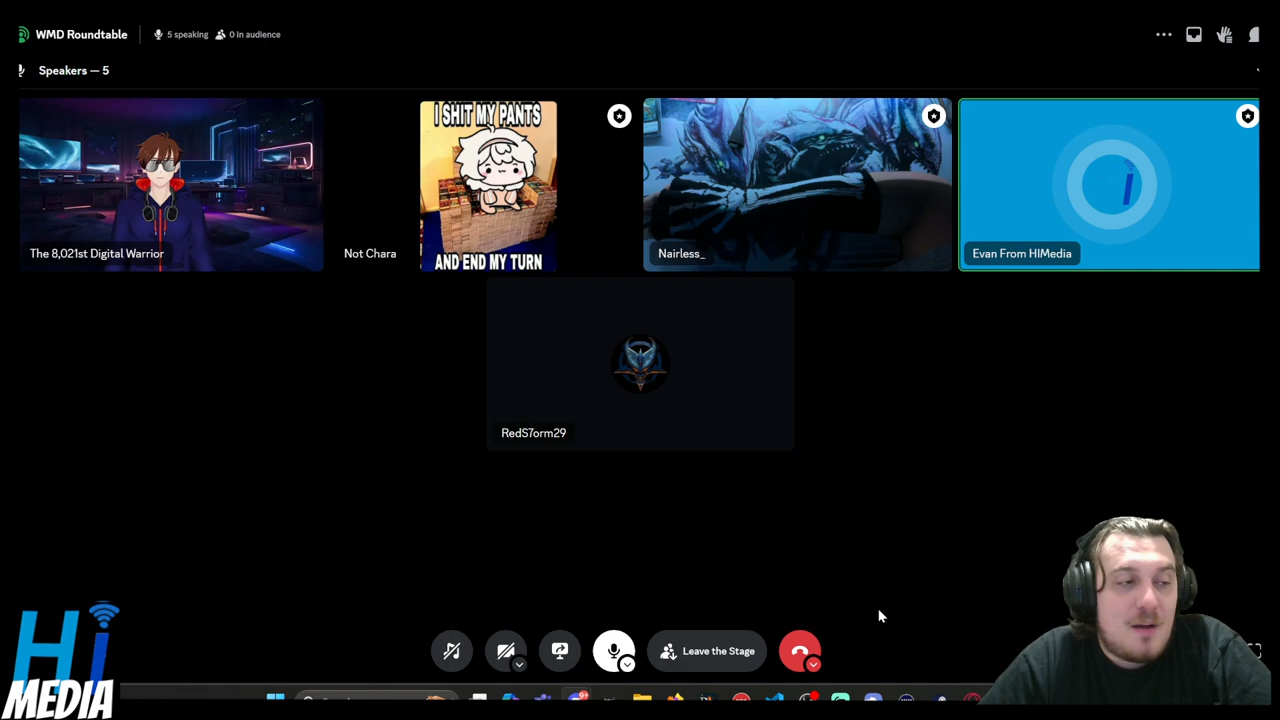 WMD Roundtable
5 speaking
0 in audience
Speakers — 5
I SHIT MY PANTS
AND END MY TURN
The 8,021st Digital Warrior
Not Chara
Nairless_
Evan From HIMedia
RedS7orm29
Leave the Stage
Hi
MEDIA